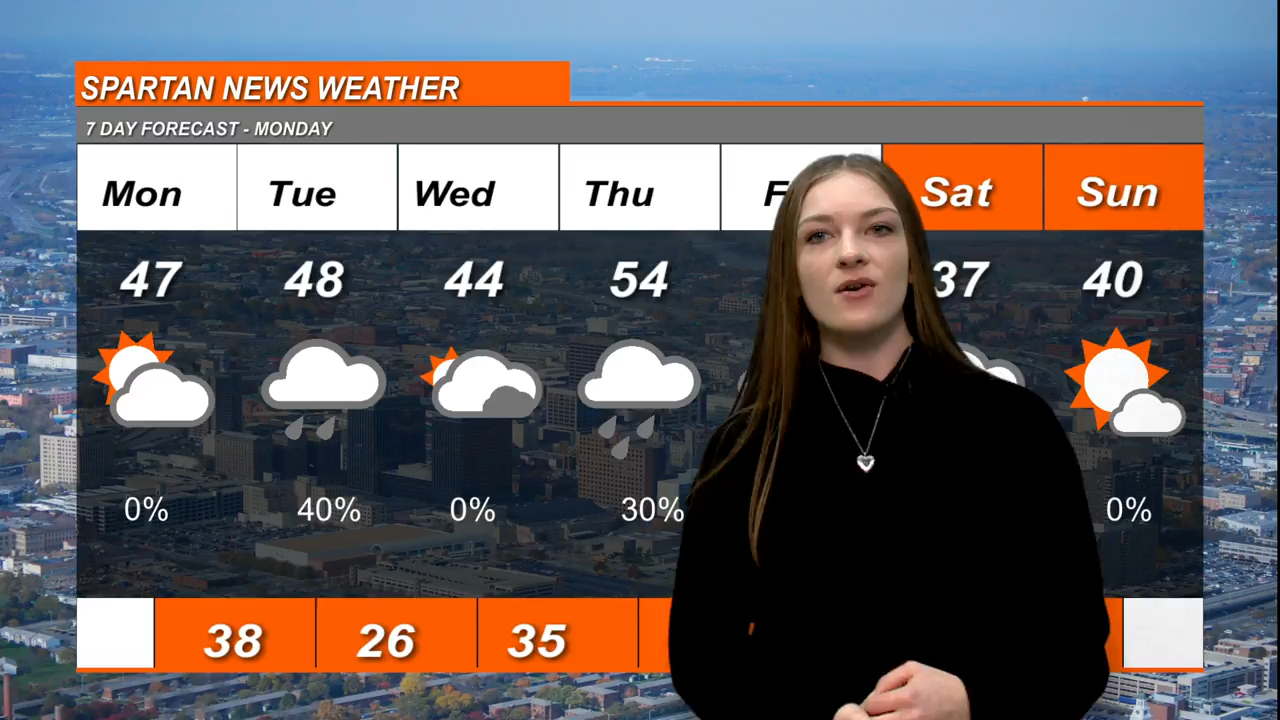 SPARTAN NEWS WEATHER
7 DAY FORECAST - MONDAY
Mon Tue Wed Thu Sat Sun
47 48 44 54 37 40
0% 40% 0% 30% 0%
38 26 35